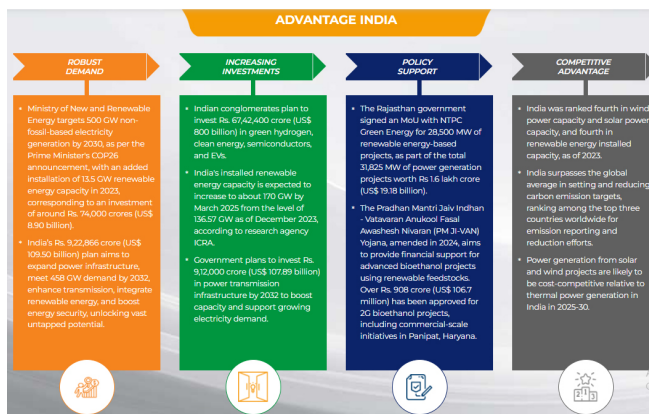 ADVANTAGE INDIA
ROBUST
DEMAND
• Ministry of New and Renewable
Energy targets 500 GW non-
fossil-based electricity
generation by 2030, as per the
Prime Minister's COP26
announcement, with an added
installation of 13.5 GW renewable
energy capacity in 2023,
corresponding to an investment
of around Rs. 74,000 crores (US$
8.90 billion).
• India's Rs. 9,22,866 crore (US$
109.50 billion) plan aims to
expand power infrastructure,
meet 458 GW demand by 2032,
enhance transmission, integrate
renewable energy, and boost
energy security, unlocking vast
untapped potential.
INCREASING
INVESTMENTS
• Indian conglomerates plan to
invest Rs. 67,42,400 crore (US$
800 billion) in green hydrogen,
clean energy, semiconductors,
and EVs.
• India's installed renewable
energy capacity is expected to
increase to about 170 GW by
March 2025 from the level of
136.57 GW as of December 2023,
according to research agency
ICRA.
• Government plans to invest Rs.
9,12,000 crore (US$ 107.89 billion)
in power transmission
infrastructure by 2032 to boost
capacity and support growing
electricity demand.
POLICY
SUPPORT
• The Rajasthan government
signed an MoU with NTPC
Green Energy for 28,500 MW of
renewable energy-based
projects, as part of the total
31,825 MW of power generation
projects worth Rs 1.6 lakh crore
(US$ 19.18 billion).
• The Pradhan Mantri Jaiv Indhan
- Vatavaran Anukool Fasal
Awashesh Nivaran (PM JI-VAN)
Yojana, amended in 2024, aims
to provide financial support for
advanced bioethanol projects
using renewable feedstocks.
Over Rs. 908 crore (US$ 106.7
million) has been approved for
2G bioethanol projects,
including commercial-scale
initiatives in Panipat, Haryana.
COMPETITIVE
ADVANTAGE
• India was ranked fourth in wind
power capacity and solar power
capacity, and fourth in
renewable energy installed
capacity, as of 2023.
• India surpasses the global
average in setting and reducing
carbon emission targets,
ranking among the top three
countries worldwide for
emission reporting and
reduction efforts.
• Power generation from
solar and wind projects are likely to
be cost-competitive relative to
thermal power generation in
India in 2025-30.
2 1 3